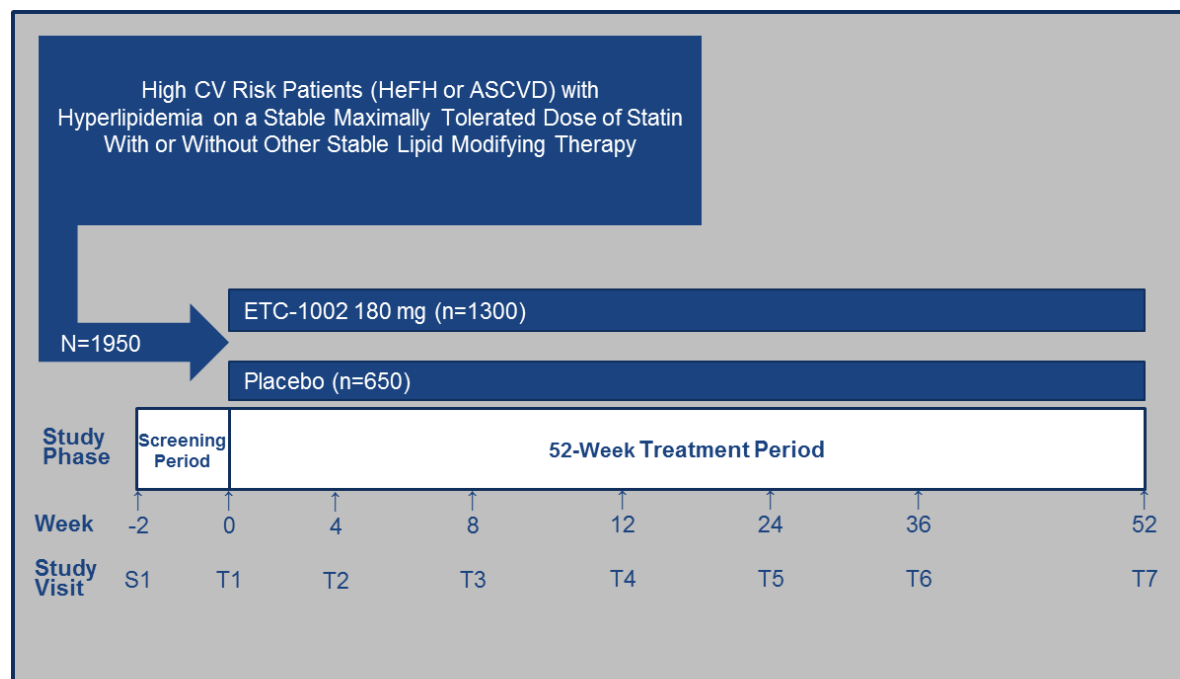 High CV Risk Patients (HeFH or ASCVD) with
Hyperlipidemia on a Stable Maximally Tolerated Dose of Statin
With or Without Other Stable Lipid Modifying Therapy
ETC-1002 180 mg (n=1300)
N=1950
Placebo (n=650)
Study
Phase
Screening
Period
52-Week Treatment Period
Week -2 0 4 8 12 24 36 52
Study
Visit
S1 T1 T2 T3 T4 T5 T6 T7